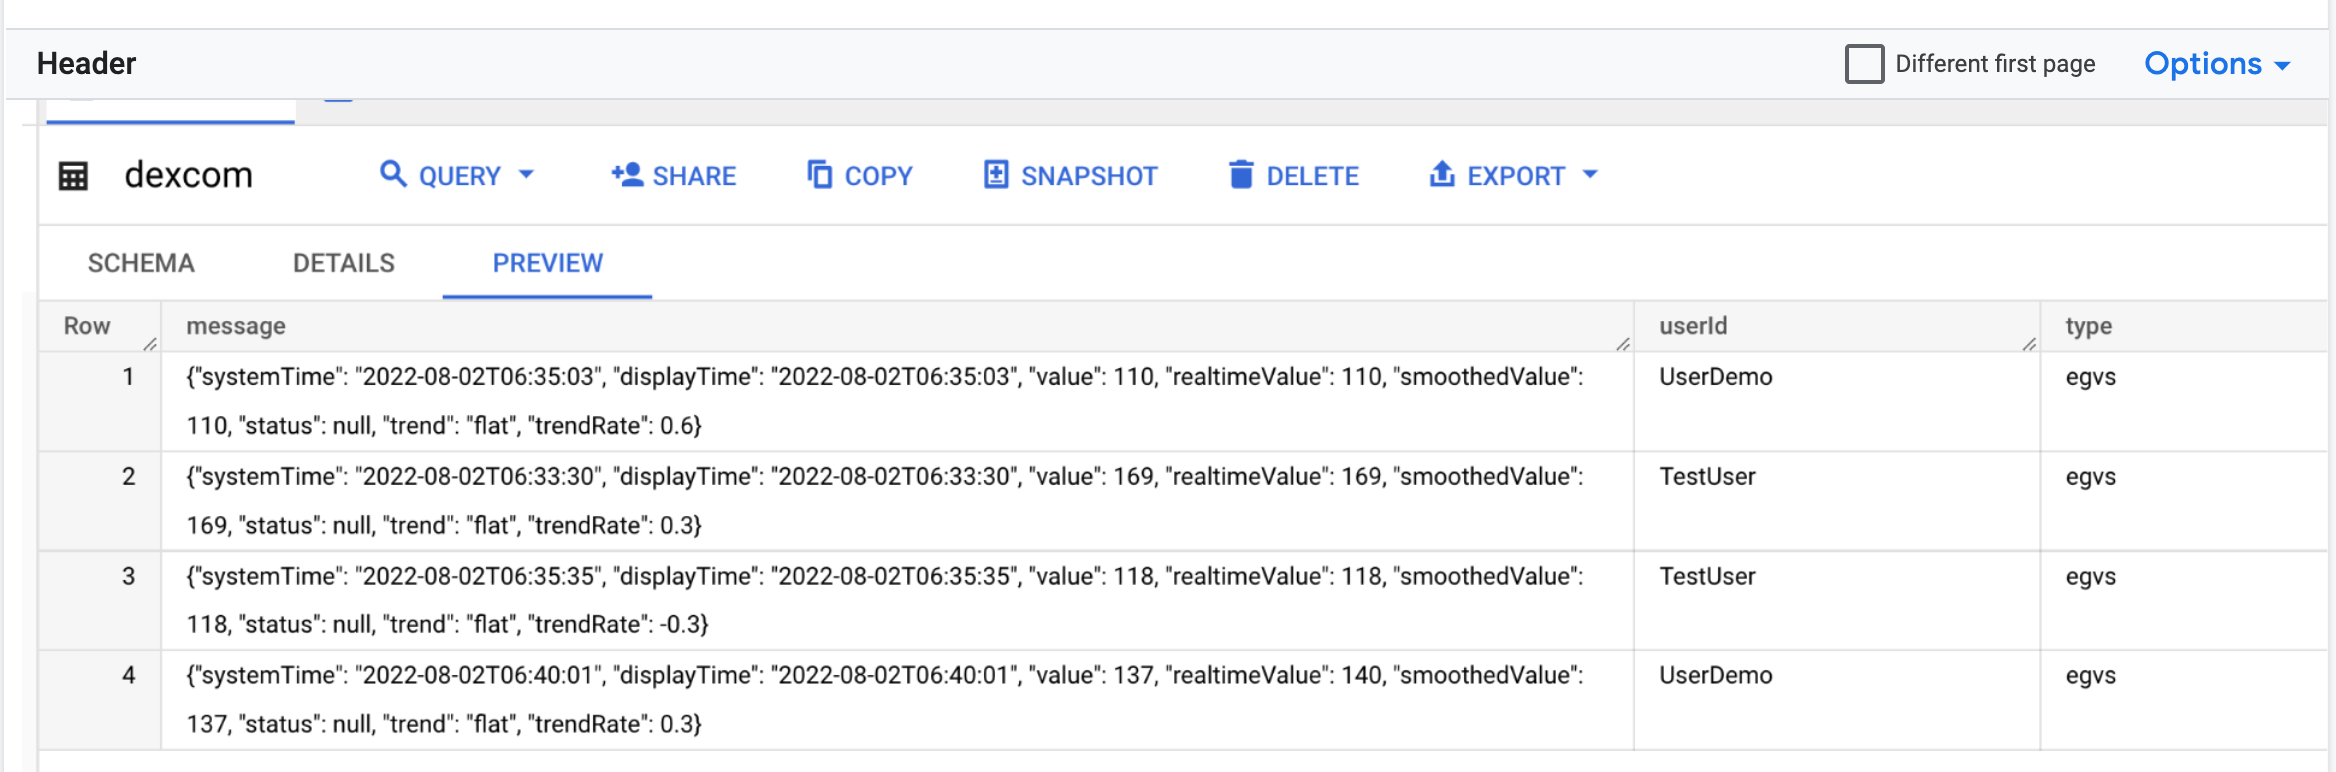 Header Different first page Options
dexcom QUERY SHARE COPY SNAPSHOT DELETE EXPORT
SCHEMA DETAILS PREVIEW
Row message userId type
1 {"systemTime": "2022-08-02T06:35:03", "displayTime": "2022-08-02T06:35:03", "value": 110, "realtimeValue": 110, "smoothedValue": UserDemo egvs
110, "status": null, "trend": "flat", "trendRate": 0.6}
2 {"systemTime": "2022-08-02T06:33:30", "displayTime": "2022-08-02T06:33:30", "value": 169, "realtimeValue": 169, "smoothedValue": TestUser egvs
169, "status": null, "trend": "flat", "trendRate": 0.3}
3 {"systemTime": "2022-08-02T06:35:35", "displayTime": "2022-08-02T06:35:35", "value": 118, "realtimeValue": 118, "smoothedValue": TestUser egvs
118, "status": null, "trend": "flat", "trendRate": -0.3}
4 {"systemTime": "2022-08-02T06:40:01", "displayTime": "2022-08-02T06:40:01", "value": 137, "realtimeValue": 140, "smoothedValue": UserDemo egvs
137, "status": null, "trend": "flat", "trendRate": 0.3}